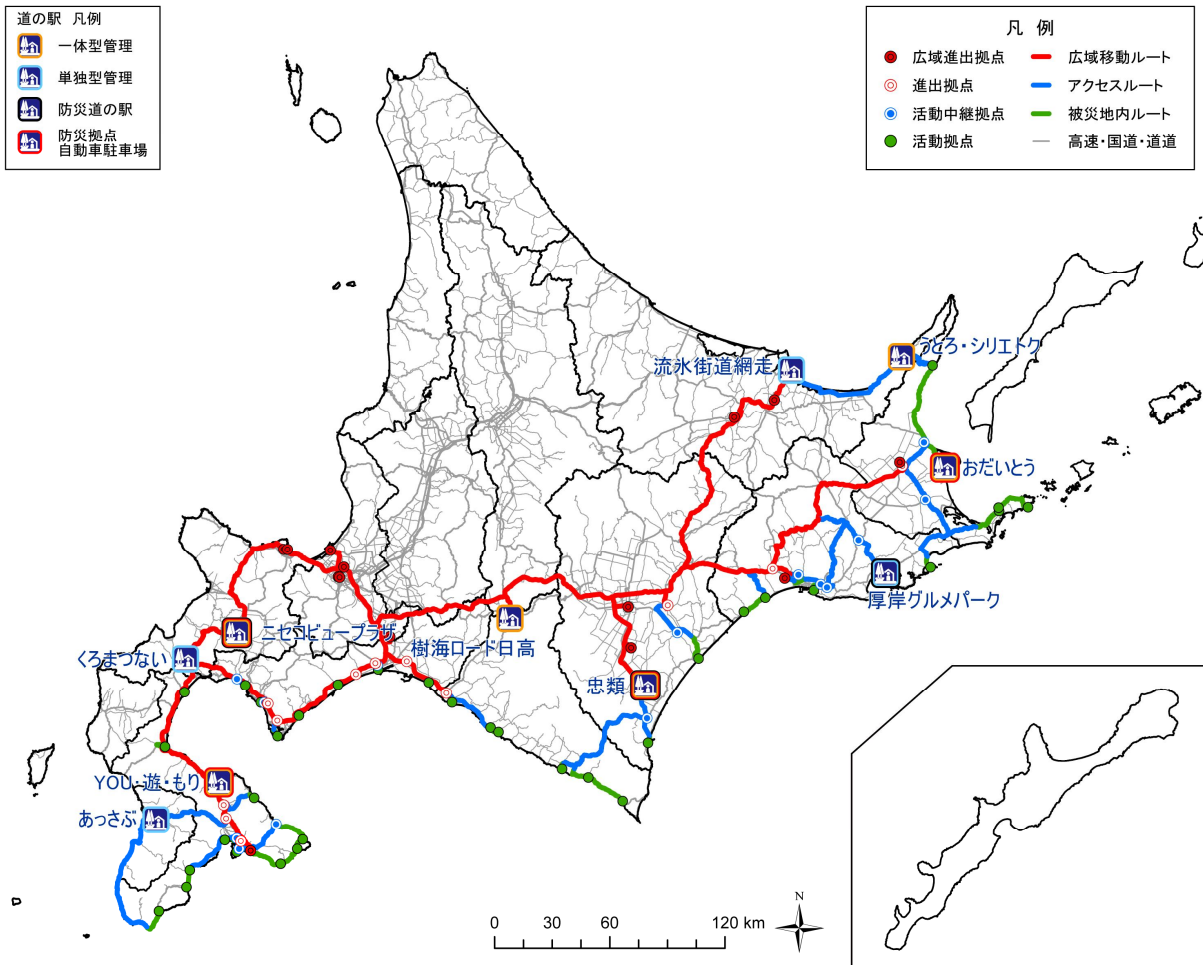 道の駅 凡例
一体型管理
単独型管理
防災道の駅
防災拠点
自動車駐車場
凡 例
広域進出拠点
広域移動ルート
進出拠点
アクセスルート
活動中継拠点
被災地内ルート
活動拠点
高速・国道・道道
流氷街道網走
うとろ・シリエトク
おだいとう
厚岸グルメパーク
ニセコビュープラザ
樹海ロード日高
くろまつない
忠類
YOU・遊・もり
あっさぶ
N
0 30 60 120 km